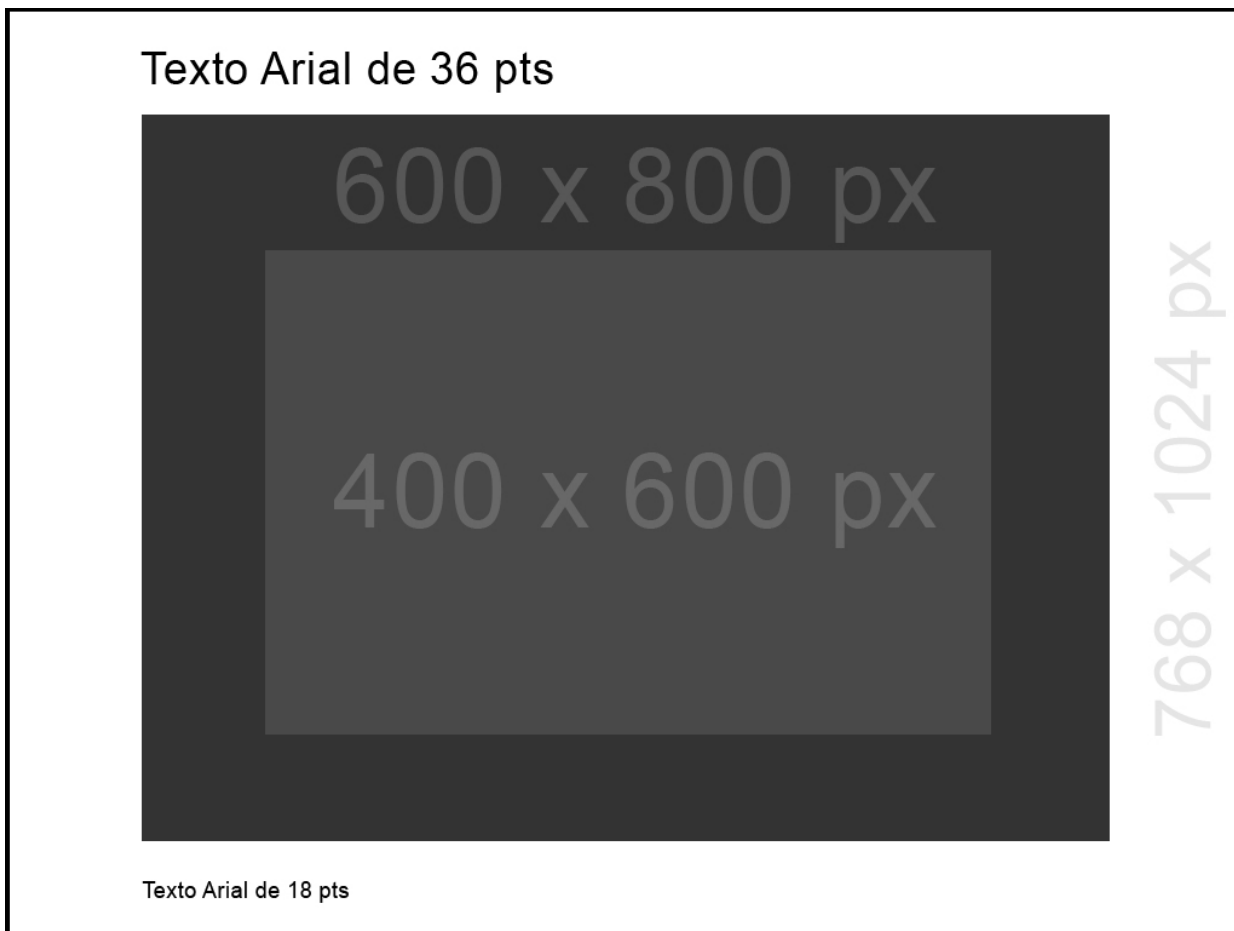 Texto Arial de 36 pts
600 x 800 px
400 x 600 px
768 x 1024 px
Texto Arial de 18 pts